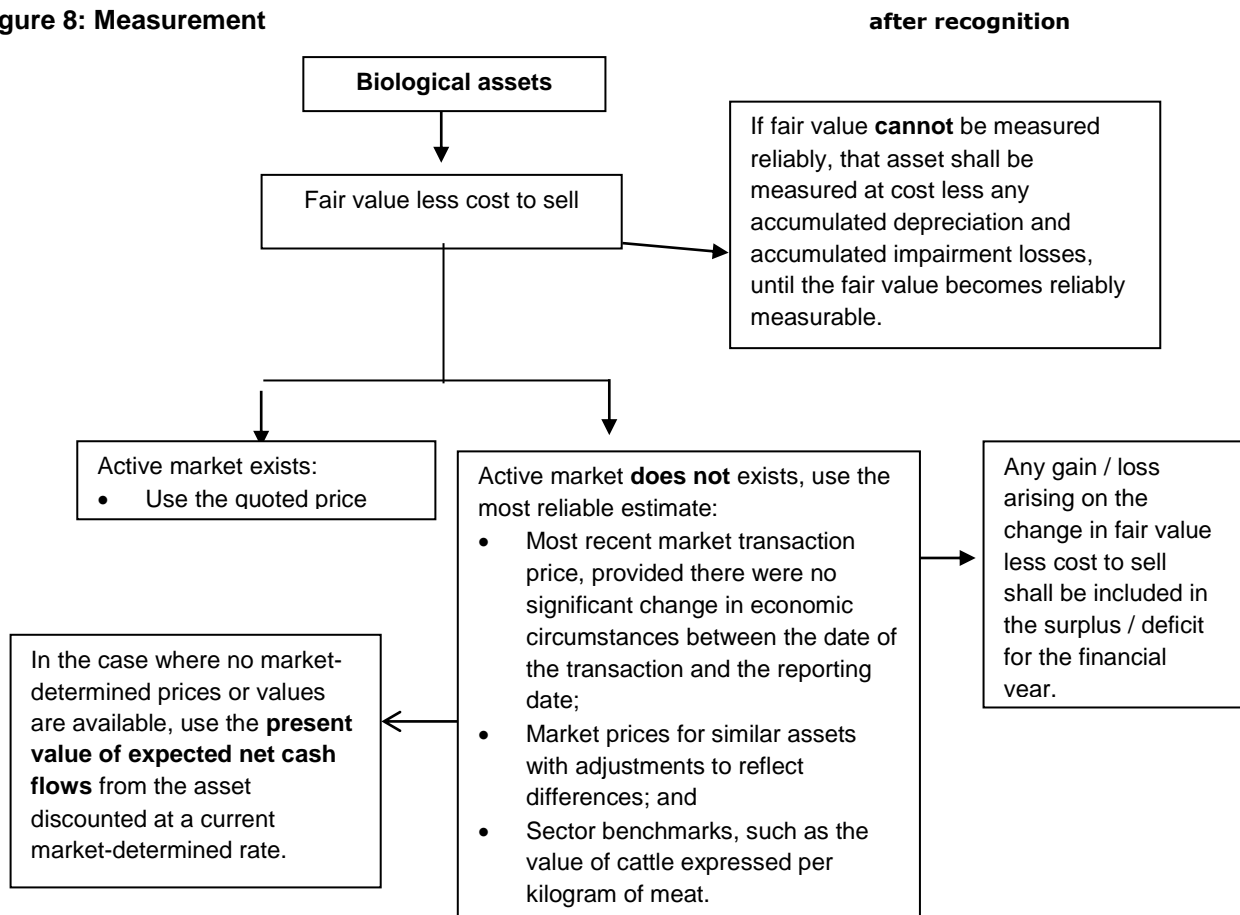 gure 8: Measurement after recognition
Biological assets
Fair value less cost to sell
If fair value cannot be measured
reliably, that asset shall be
measured at cost less any
accumulated depreciation and
accumulated impairment losses,
until the fair value becomes reliably
measurable.
Active market exists:
• Use the quoted price
Active market does not exists, use the
most reliable estimate:
• Most recent market transaction
price, provided there were no
significant change in economic
circumstances between the date of
the transaction and the reporting
date;
• Market prices for similar assets
with adjustments to reflect
differences; and
• Sector benchmarks, such as the
value of cattle expressed per
kilogram of meat.
Any gain / loss
arising on the
change in fair value
less cost to sell
shall be included in
the surplus / deficit
for the financial
year.
In the case where no market-
determined prices or values
are available, use the present
value of expected net cash
flows from the asset
discounted at a current
market-determined rate.